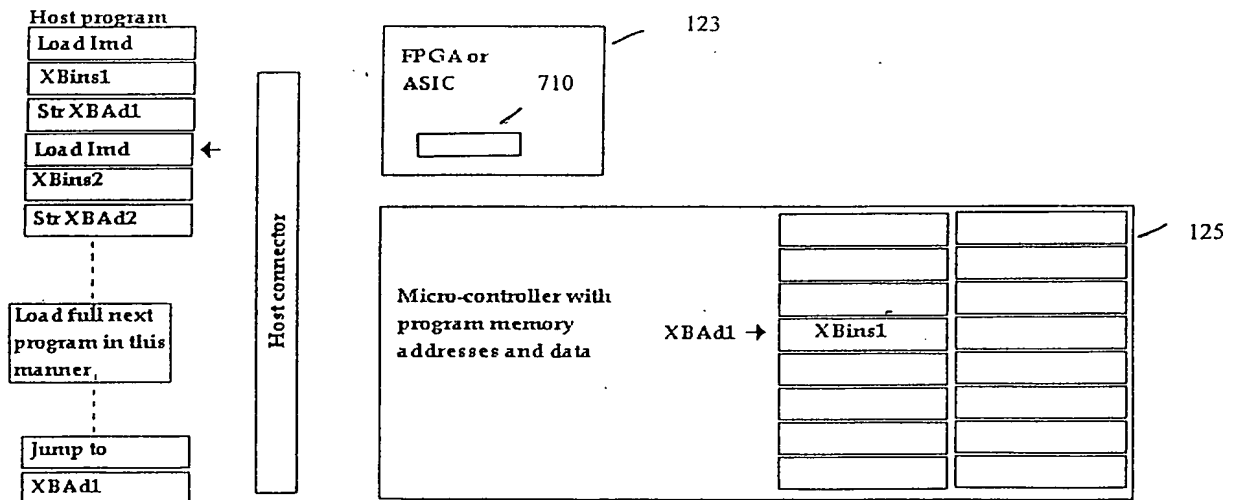 Host program
Load Imd
XBins1
Str XBAd1
Load Imd
XBins2
Str XBAd2
Load full next
program in this
manner
Jump to
XBAd1
Host connector
FPGA or
ASIC
710
123
Micro-controller with
program memory
addresses and data
XBAd1
XBins1
125